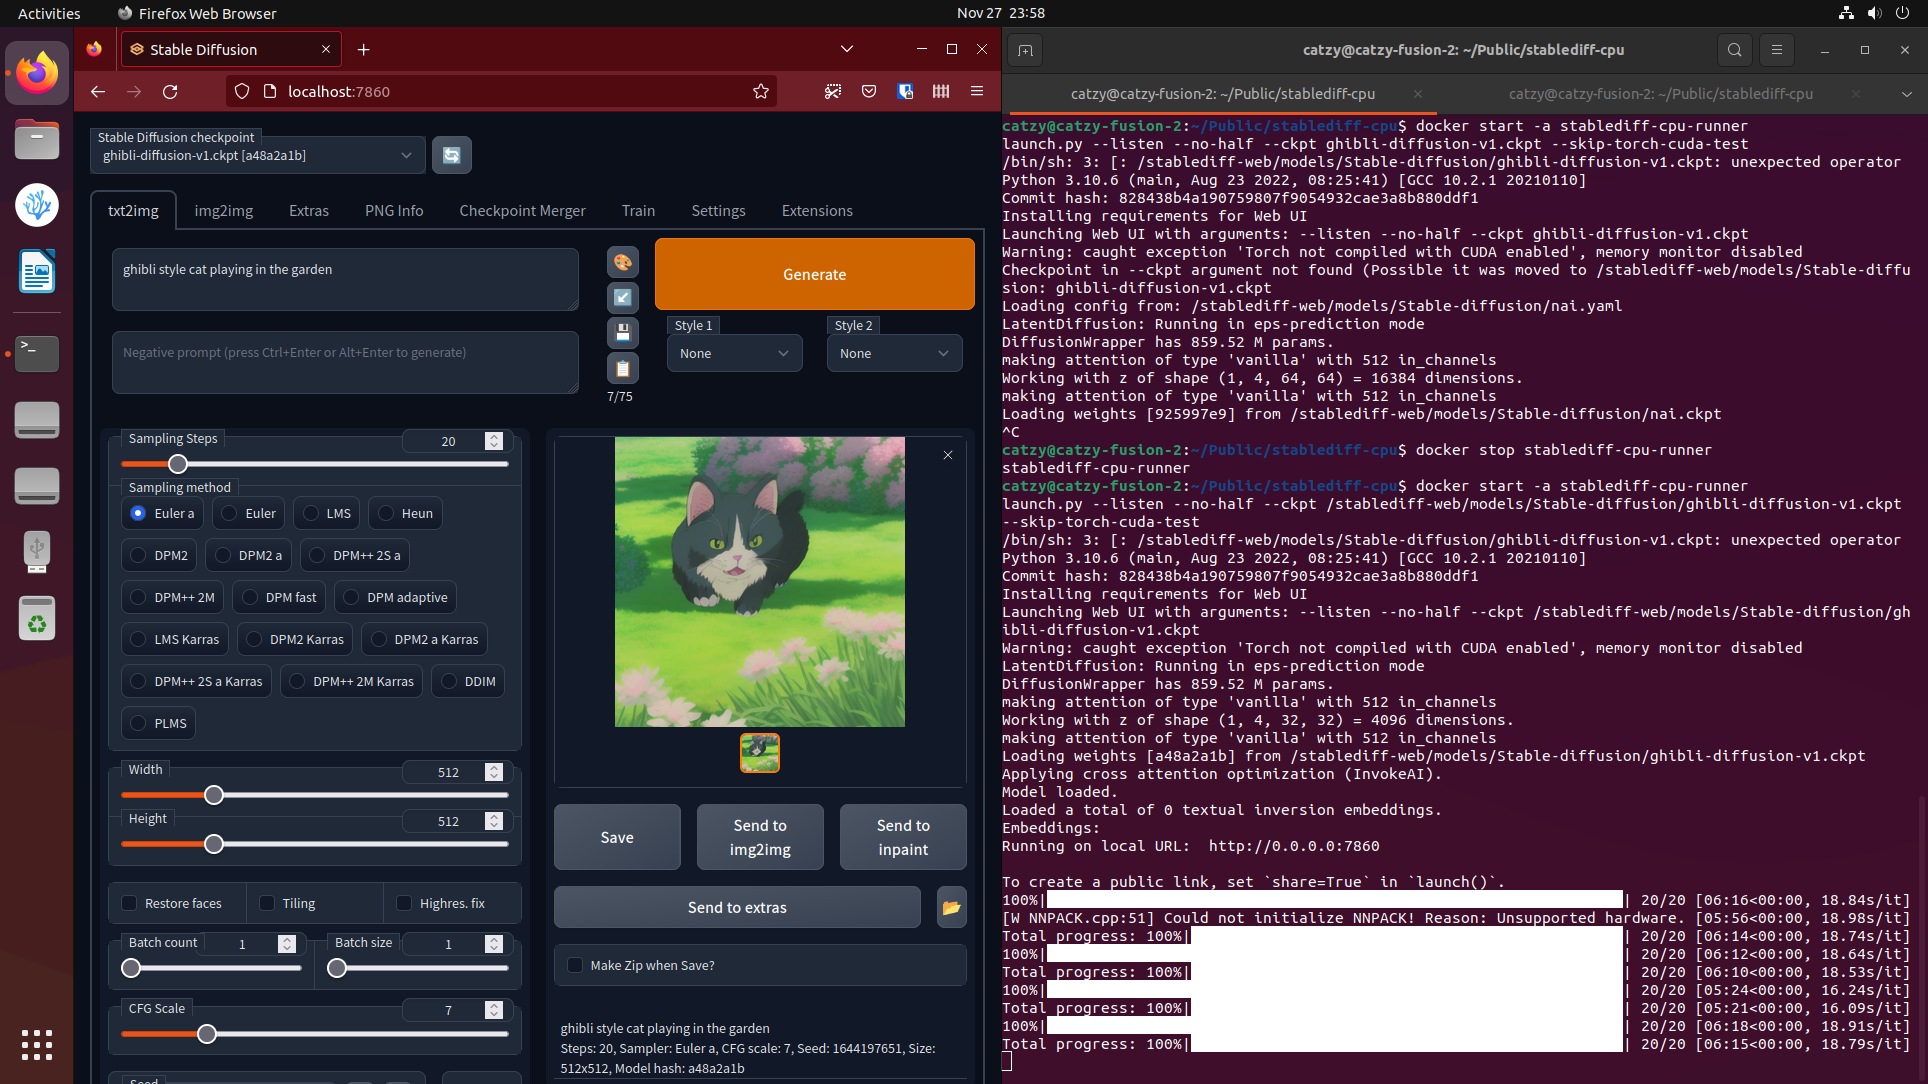 Activities
Firefox Web Browser
Nov 27 23:58
Stable Diffusion
localhost:7860
Stable Diffusion checkpoint
ghibli-diffusion-v1.ckpt [a48a2a1b]
txt2img
img2img
Extras
PNG Info
Checkpoint Merger
Train
Settings
Extensions
ghibli style cat playing in the garden
Negative prompt (press Ctrl+Enter or Alt+Enter to generate)
7/75
Generate
Style 1
None
Style 2
None
Sampling Steps
20
Sampling method
Euler a
Euler
LMS
Heun
DPM2
DPM2 a
DPM++ 2S a
DPM++ 2M
DPM fast
DPM adaptive
LMS Karras
DPM2 Karras
DPM2 a Karras
DPM++ 2S a Karras
DPM++ 2M Karras
DDIM
PLMS
Width
512
Height
512
Restore faces
Tiling
Highres. fix
Batch count
1
Batch size
1
CFG Scale
7
Seed
Save
Send to
img2img
Send to
inpaint
Send to extras
Make Zip when Save?
ghibli style cat playing in the garden
Steps: 20, Sampler: Euler a, CFG scale: 7, Seed: 1644197651, Size:
512x512, Model hash: a48a2a1b
catzy@catzy-fusion-2: ~/Public/stablediff-cpu
catzy@catzy-fusion-2: ~/Public/stablediff-cpu
catzy@catzy-fusion-2: ~/Public/stablediff-cpu
catzy@catzy-fusion-2:~/Public/stablediff-cpu$ docker start -a stablediff-cpu-runner
launch.py --listen --no-half --ckpt ghibli-diffusion-v1.ckpt --skip-torch-cuda-test
/bin/sh: 3: [: /stablediff-web/models/Stable-diffusion/ghibli-diffusion-v1.ckpt: unexpected operator
Python 3.10.6 (main, Aug 23 2022, 08:25:41) [GCC 10.2.1 20210110]
Commit hash: 828438b4a190759807f9054932cae3a8b880ddf1
Installing requirements for Web UI
Launching Web UI with arguments: --listen --no-half --ckpt ghibli-diffusion-v1.ckpt
Warning: caught exception 'Torch not compiled with CUDA enabled', memory monitor disabled
Checkpoint in --ckpt argument not found (Possible it was moved to /stablediff-web/models/Stable-diffu
sion: ghibli-diffusion-v1.ckpt
Loading config from: /stablediff-web/models/Stable-diffusion/nai.yaml
LatentDiffusion: Running in eps-prediction mode
DiffusionWrapper has 859.52 M params.
making attention of type 'vanilla' with 512 in_channels
Working with z of shape (1, 4, 64, 64) = 16384 dimensions.
making attention of type 'vanilla' with 512 in_channels
Loading weights [925997e9] from /stablediff-web/models/Stable-diffusion/nai.ckpt
^C
catzy@catzy-fusion-2:~/Public/stablediff-cpu$ docker stop stablediff-cpu-runner
stablediff-cpu-runner
catzy@catzy-fusion-2:~/Public/stablediff-cpu$ docker start -a stablediff-cpu-runner
launch.py --listen --no-half --ckpt /stablediff-web/models/Stable-diffusion/ghibli-diffusion-v1.ckpt
--skip-torch-cuda-test
/bin/sh: 3: [: /stablediff-web/models/Stable-diffusion/ghibli-diffusion-v1.ckpt: unexpected operator
Python 3.10.6 (main, Aug 23 2022, 08:25:41) [GCC 10.2.1 20210110]
Commit hash: 828438b4a190759807f9054932cae3a8b880ddf1
Installing requirements for Web UI
Launching Web UI with arguments: --listen --no-half --ckpt /stablediff-web/models/Stable-diffusion/gh
ibli-diffusion-v1.ckpt
Warning: caught exception 'Torch not compiled with CUDA enabled', memory monitor disabled
LatentDiffusion: Running in eps-prediction mode
DiffusionWrapper has 859.52 M params.
making attention of type 'vanilla' with 512 in_channels
Working with z of shape (1, 4, 32, 32) = 4096 dimensions.
making attention of type 'vanilla' with 512 in_channels
Loading weights [a48a2a1b] from /stablediff-web/models/Stable-diffusion/ghibli-diffusion-v1.ckpt
Applying cross attention optimization (InvokeAI).
Model loaded.
Loaded a total of 0 textual inversion embeddings.
Embeddings:
Running on local URL:  http://0.0.0.0:7860
To create a public link, set `share=True` in `launch()`.
100%| | 20/20 [06:16<00:00, 18.84s/it]
[W NNPACK.cpp:51] Could not initialize NNPACK! Reason: Unsupported hardware. [05:56<00:00, 18.98s/it]
Total progress: 100%| | 20/20 [06:14<00:00, 18.74s/it]
100%| | 20/20 [06:12<00:00, 18.64s/it]
Total progress: 100%| | 20/20 [06:10<00:00, 18.53s/it]
100%| | 20/20 [05:24<00:00, 16.24s/it]
Total progress: 100%| | 20/20 [05:21<00:00, 16.09s/it]
100%| | 20/20 [06:18<00:00, 18.91s/it]
Total progress: 100%| | 20/20 [06:15<00:00, 18.79s/it]